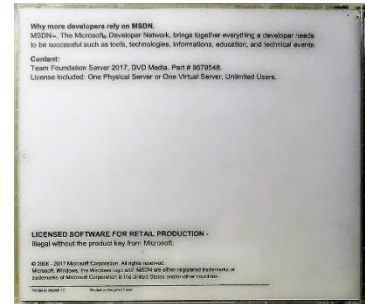 Why more developers rely on MSDN.
MSDN®, The Microsoft® Developer Network, brings together everything a developer needs
to be successful such as tools, technologies, informations, education, and technical events.
Content:
Team Foundation Server 2017, DVD Media. Part # 9579548.
License Included: One Physical Server or One Virtual Server, Unlimited Users.
LICENSED SOFTWARE FOR RETAIL PRODUCTION -
Illegal without the product key from Microsoft.
© 2006 - 2017 Microsoft Corporation. All rights reserved.
Microsoft, Windows, the Windows logo and MSDN are either registered trademarks or
trademarks of Microsoft Corporation in the United States and/or other countries.